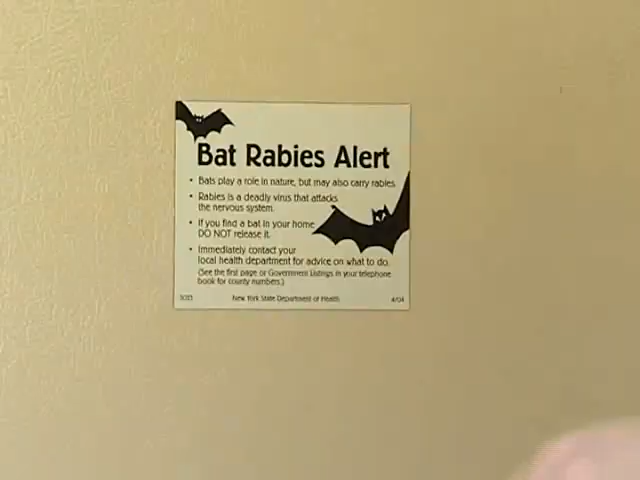 Bat Rabies Alert
• Bats play a role in nature, but may also carry rabies.
• Rabies is a deadly virus that attacks
the nervous system.
• If you find a bat in your home
DO NOT release it.
• Immediately contact your
local health department for advice on what to do.
(See the first page or Government Listings in your telephone
book for county numbers.)
New York State Department of Health
4/04